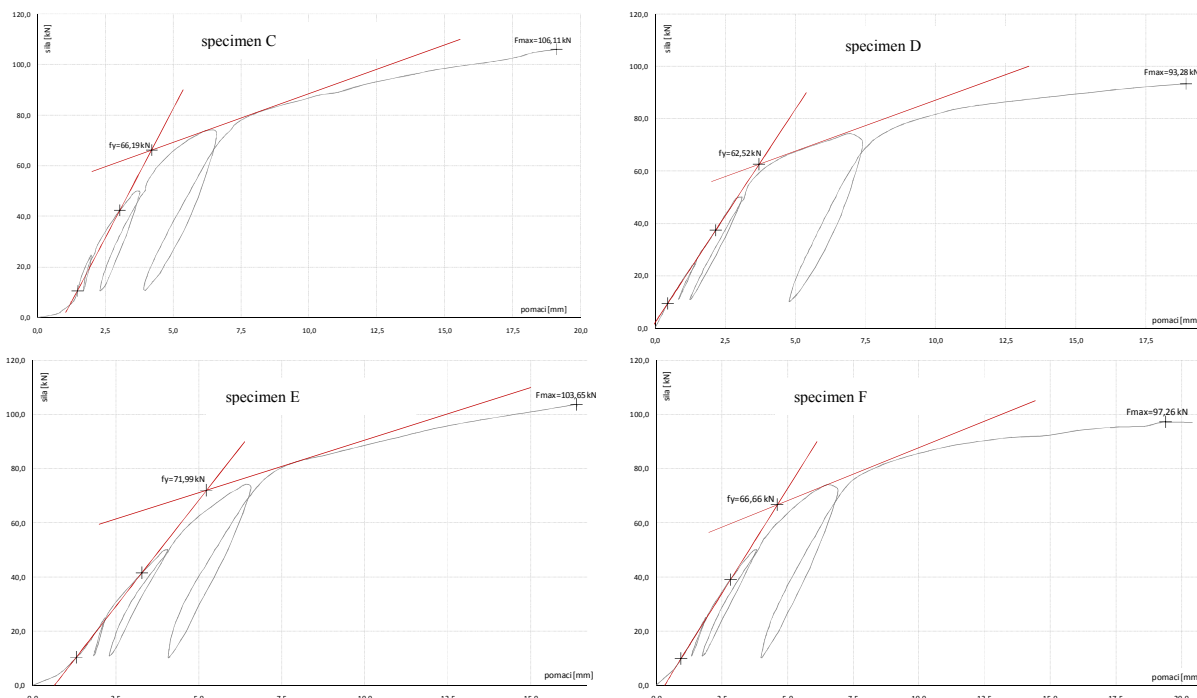 120,0
100,0
80,0
60,0
40,0
20,0
0,0
sila [kN]
specimen C
Fmax=106,11 kN
fy=66,19kN
pomaci [mm]
0,0
2,5
5,0
7,5
10,0
12,5
15,0
17,5
20,0
120,0
100,0
80,0
60,0
40,0
20,0
0,0
sila [kN]
specimen D
Fmax=93,28 kN
fy=62,52kN
pomaci [mm]
0,0
2,5
5,0
7,5
10,0
12,5
15,0
17,5
120,0
100,0
80,0
60,0
40,0
20,0
0,0
sila [kN]
specimen E
Fmax=103,65 kN
fy=71,99kN
pomaci [mm]
120,0
100,0
80,0
60,0
40,0
20,0
0,0
sila [kN]
specimen F
Fmax=97,26 kN
fy=66,66 kN
pomaci [mm]